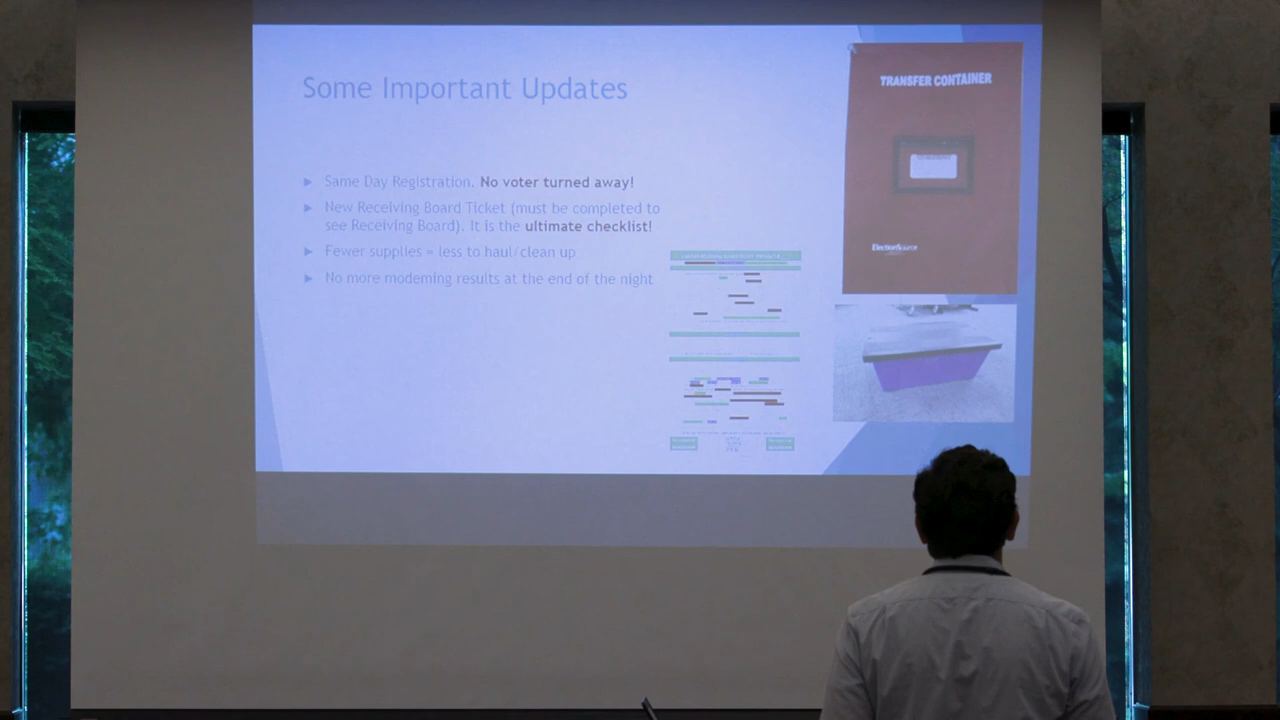 Some Important Updates
Same Day Registration. No voter turned away!
New Receiving Board Ticket (must be completed to
see Receiving Board). It is the ultimate checklist!
Fewer supplies = less to haul/clean up
No more modeming results at the end of the night
TRANSFER CONTAINER
ElectionSource